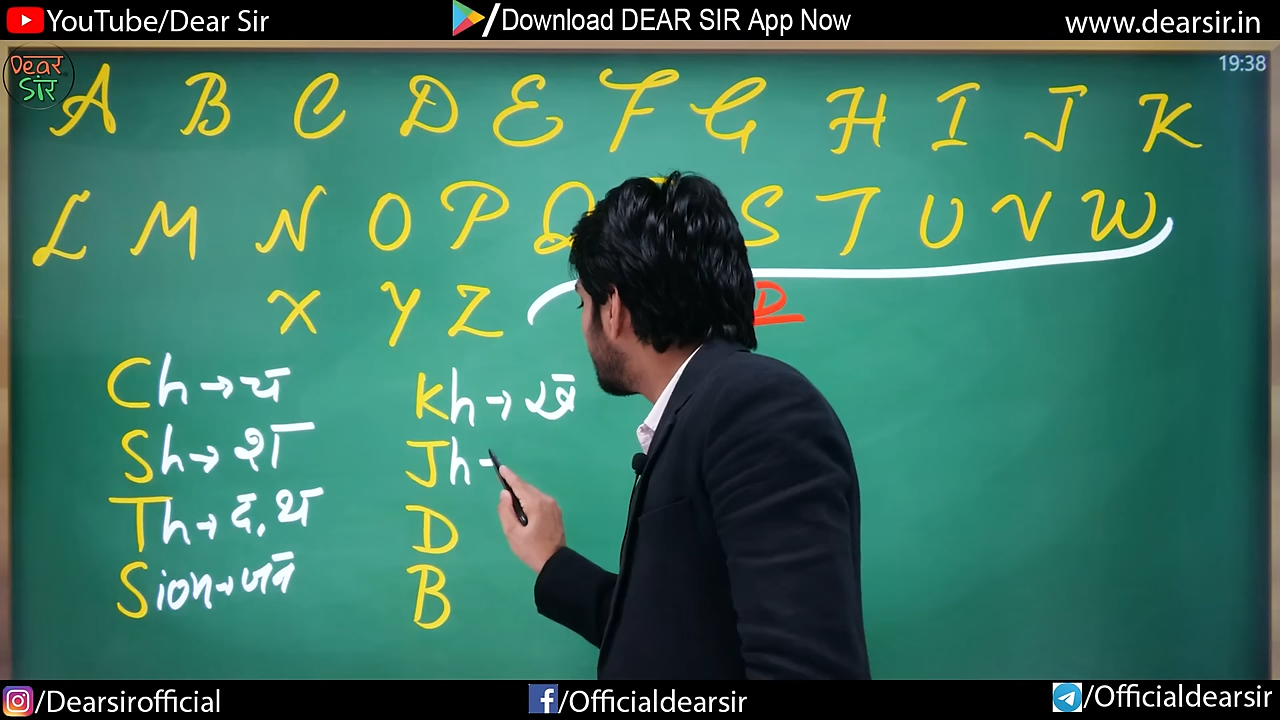 YouTube/Dear Sir
/Download DEAR SIR App Now
www.dearsir.in
Dear
सर
19:38
A B C D E F G H I J K
L M N O P Q S T U V W
X Y Z
D
Ch→च
Sh→श
Th→द, थ
Sion→जन
Kh→ख
Jh-
D
B
/Dearsirofficial
/Officialdearsir
/Officialdearsir